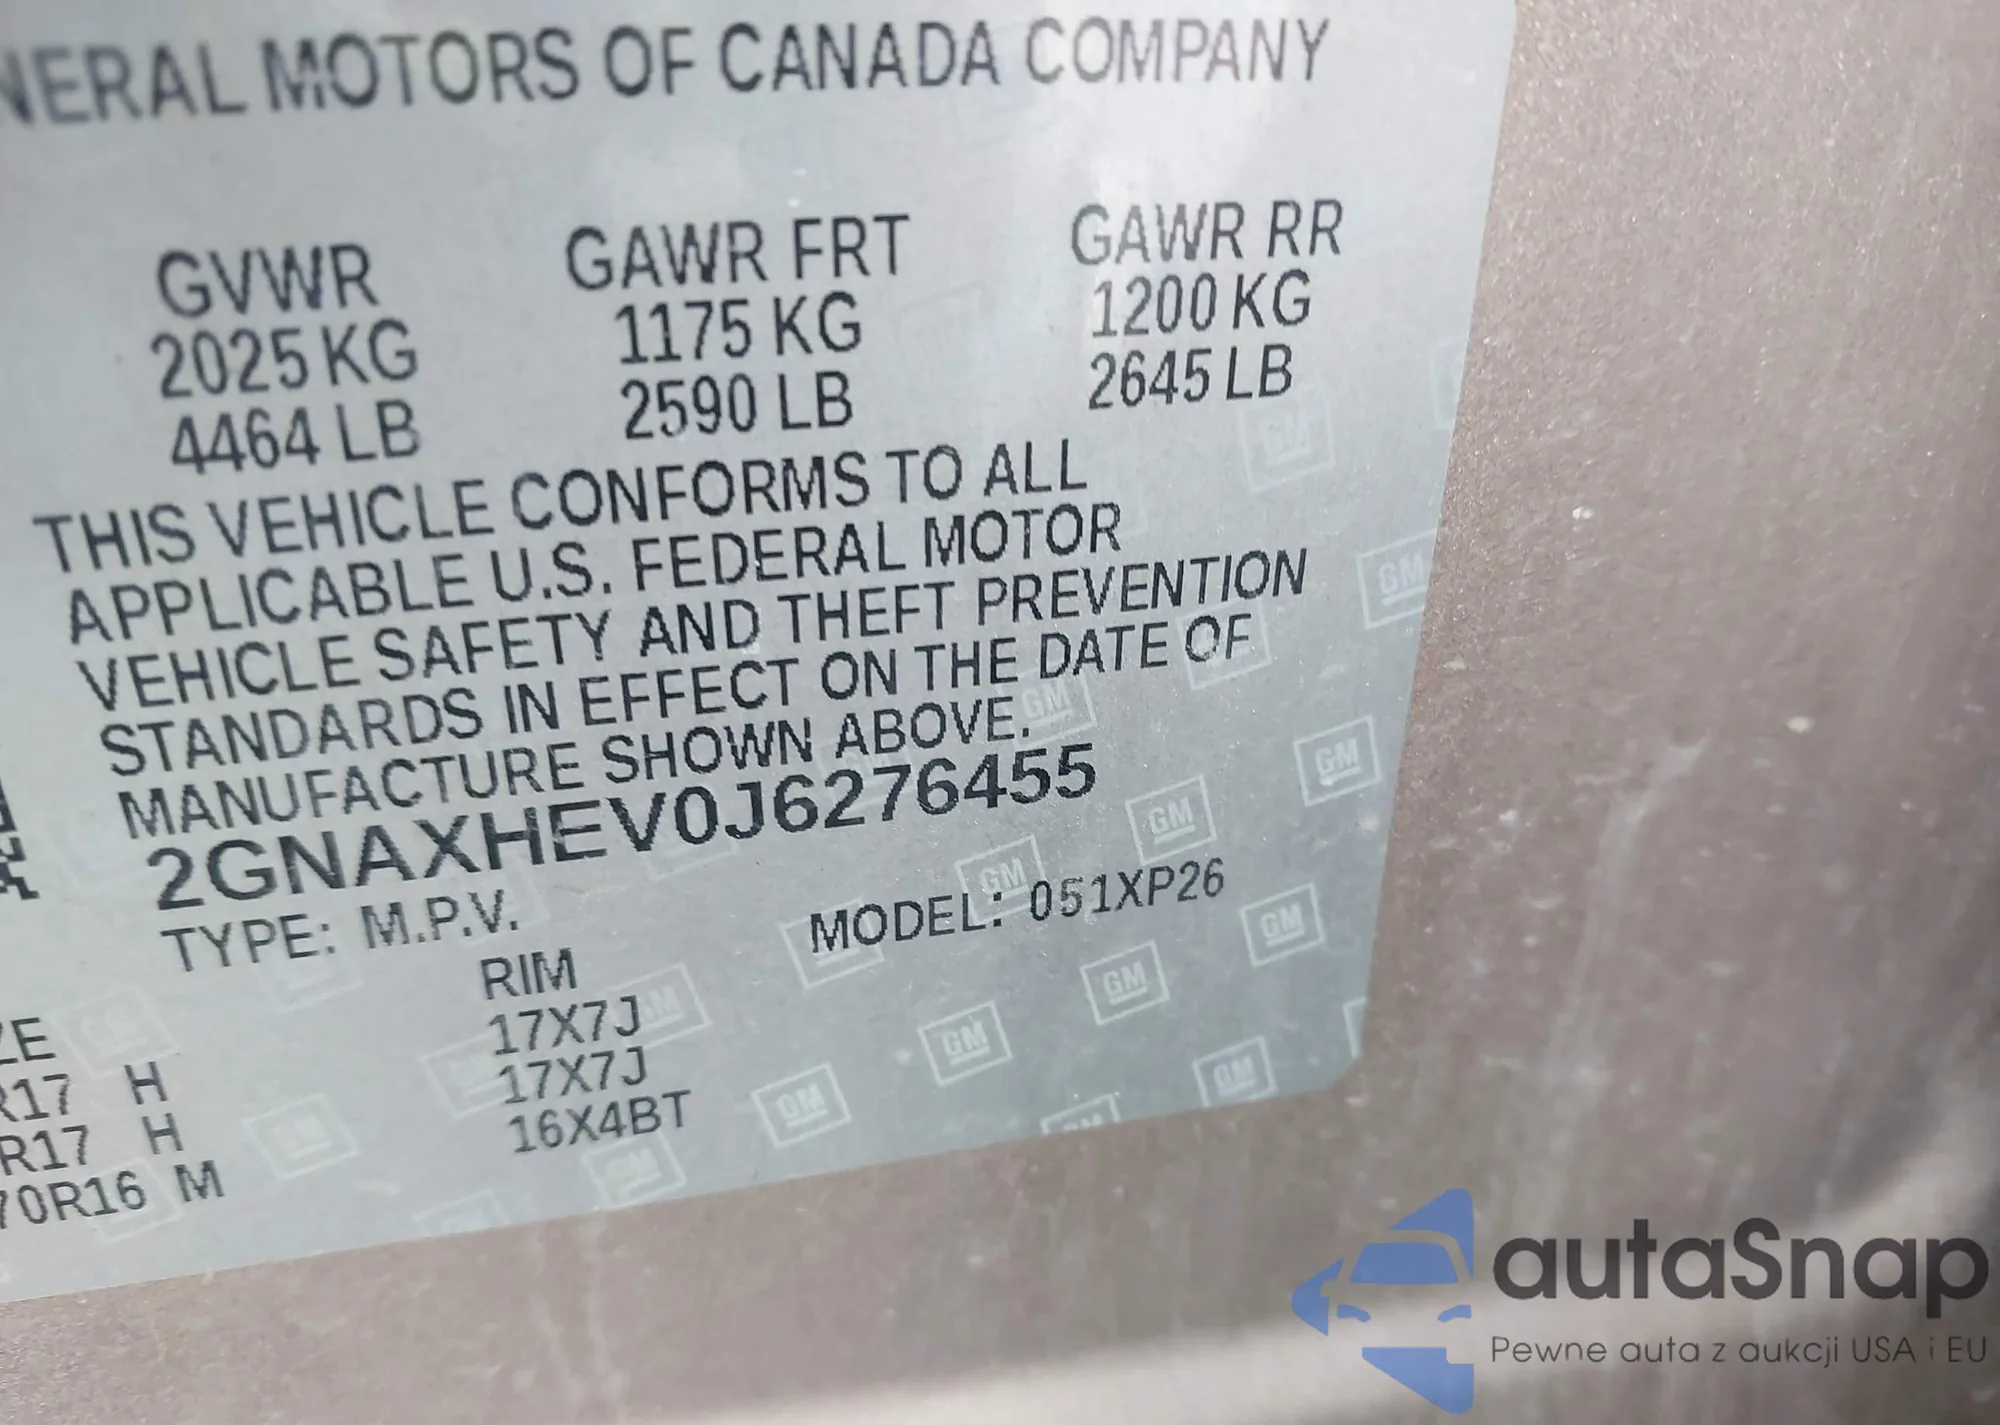 NERAL MOTORS OF CANADA COMPANY
GVWR GAWR FRT GAWR RR
2025 KG 1175 KG 1200 KG
4464 LB 2590 LB 2645 LB
THIS VEHICLE CONFORMS TO ALL
APPLICABLE U.S. FEDERAL MOTOR
VEHICLE SAFETY AND THEFT PREVENTION
STANDARDS IN EFFECT ON THE DATE OF
MANUFACTURE SHOWN ABOVE.
2GNAXHEV0J6276455
TYPE: M.P.V. MODEL: 051XP26
ZE RIM
R17 H 17X7J
R17 H 17X7J
70R16 M 16X4BT
GM
autaSnap
Pewne auta z aukcji USA i EU